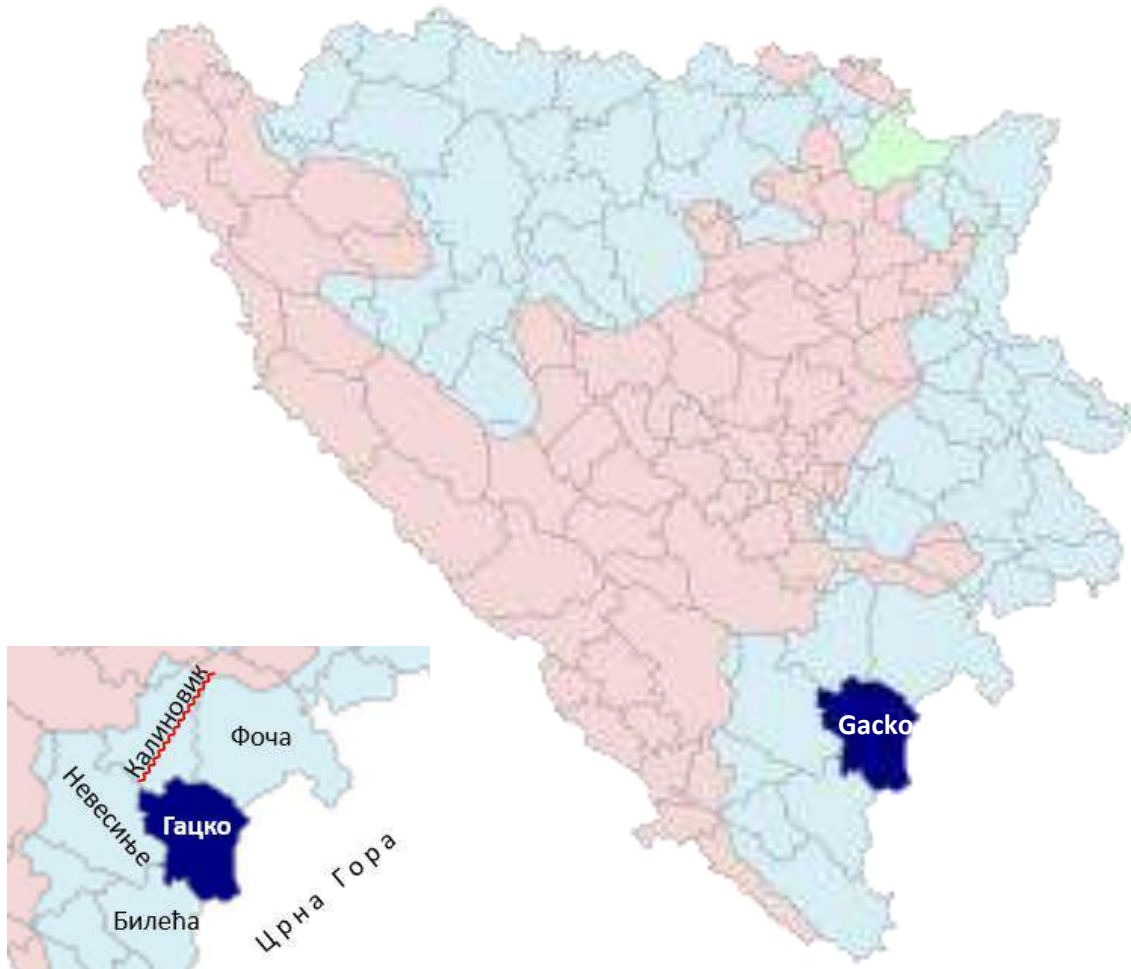 Gacko
Калиновик
Фоча
Невесиње
Гацко
Билећа
Црна Гора